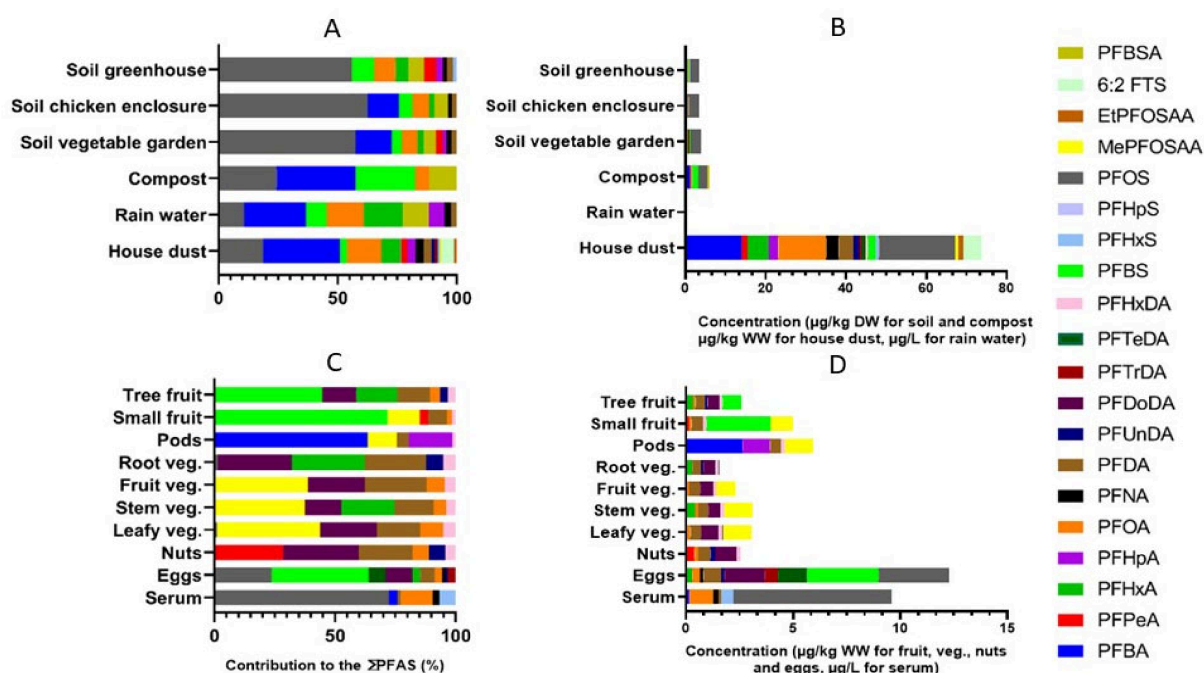 A
Soil greenhouse
Soil chicken enclosure
Soil vegetable garden
Compost
Rain water
House dust
0
50
100
B
Soil greenhouse
Soil chicken enclosure
Soil vegetable garden
Compost
Rain water
House dust
0
20
40
60
80
Concentration (µg/kg DW for soil and compost
µg/kg WW for house dust, µg/L for rain water)
C
Tree fruit
Small fruit
Pods
Root veg.
Fruit veg.
Stem veg.
Leafy veg.
Nuts
Eggs
Serum
0
50
100
Contribution to the ΣPFAS (%)
D
Tree fruit
Small fruit
Pods
Root veg.
Fruit veg.
Stem veg.
Leafy veg.
Nuts
Eggs
Serum
0
5
10
15
Concentration (µg/kg WW for fruit, veg., nuts
and eggs, µg/L for serum)
PFBSA
6:2 FTS
EtPFOSAA
MePFOSAA
PFOS
PFHpS
PFHxS
PFBS
PFHxDA
PFTeDA
PFTrDA
PFDoDA
PFUnDA
PFDA
PFNA
PFOA
PFHpA
PFHxA
PFPeA
PFBA